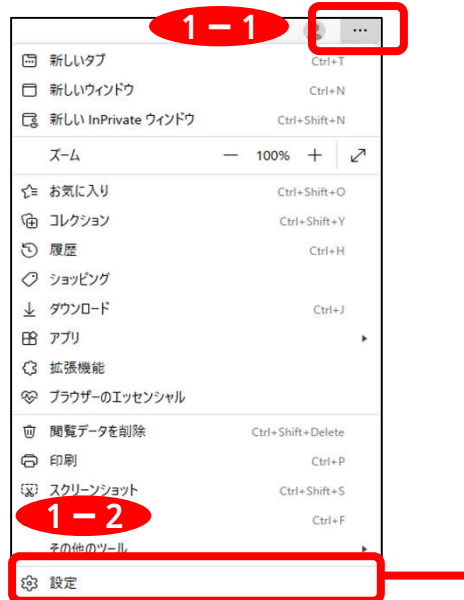 1－1
…
新しいタブ Ctrl+T
新しいウィンドウ Ctrl+N
新しい InPrivate ウィンドウ Ctrl+Shift+N
ズーム — 100% +
お気に入り Ctrl+Shift+O
コレクション Ctrl+Shift+Y
履歴 Ctrl+H
ショッピング
ダウンロード Ctrl+J
アプリ
拡張機能
ブラウザーのエッセンシャル
閲覧データを削除 Ctrl+Shift+Delete
印刷 Ctrl+P
スクリーンショット Ctrl+Shift+S
1－2
Ctrl+F
その他のツール
設定